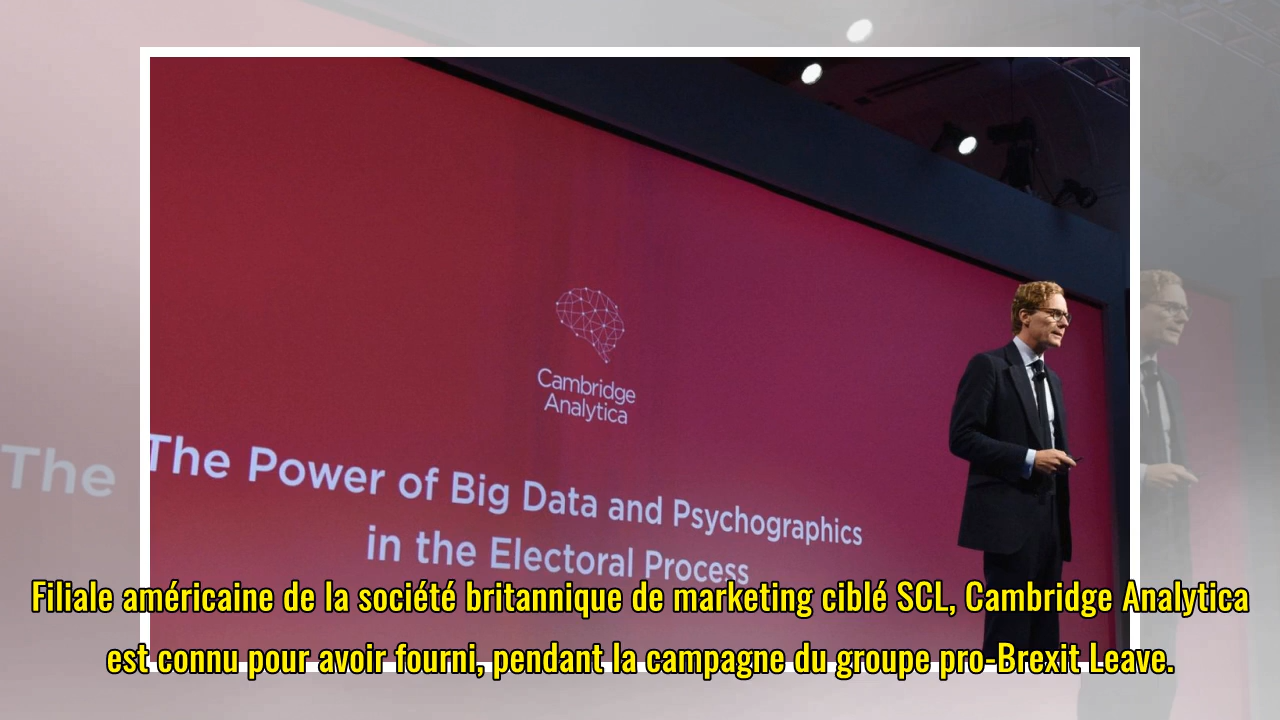 Cambridge
Analytica
The
The Power of Big Data and Psychographics
in the Electoral Process
Filiale américaine de la société britannique de marketing ciblé SCL, Cambridge Analytica
est connu pour avoir fourni, pendant la campagne du groupe pro-Brexit Leave.